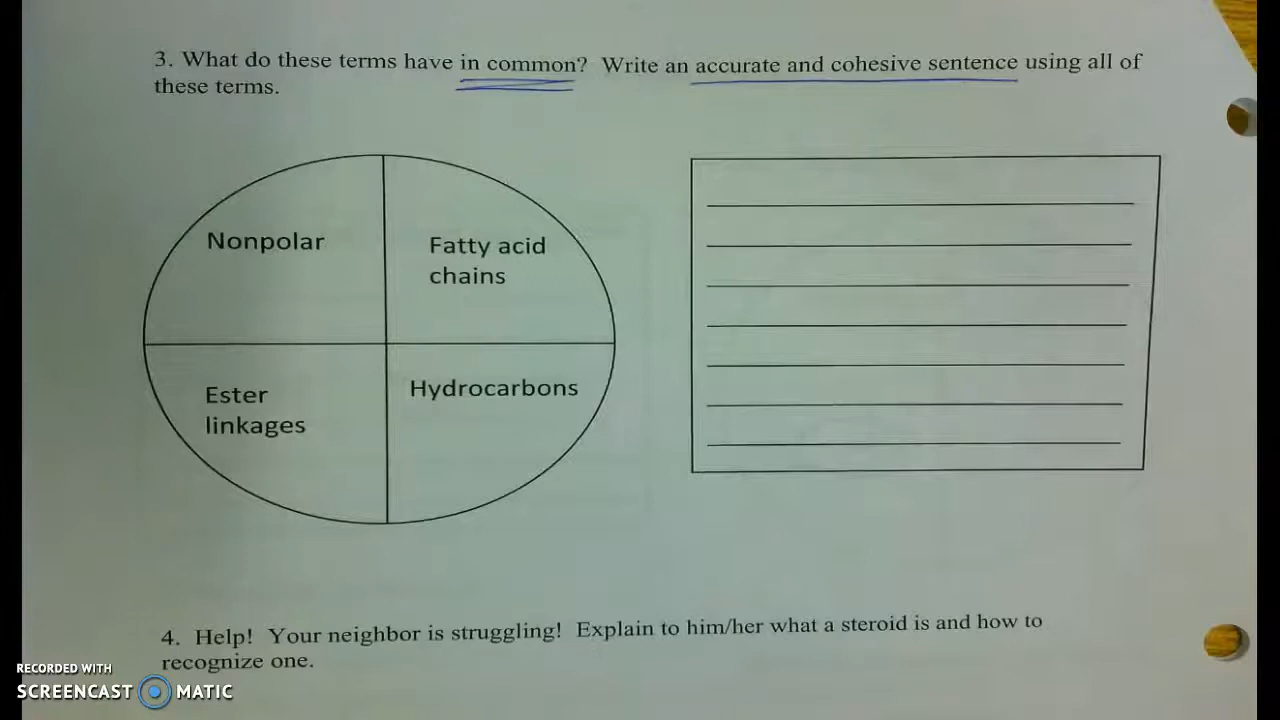 3. What do these terms have in common? Write an accurate and cohesive sentence using all of
these terms.
Nonpolar
Fatty acid
chains
Ester
linkages
Hydrocarbons
4. Help! Your neighbor is struggling! Explain to him/her what a steroid is and how to
recognize one.
RECORDED WITH
SCREENCAST MATIC